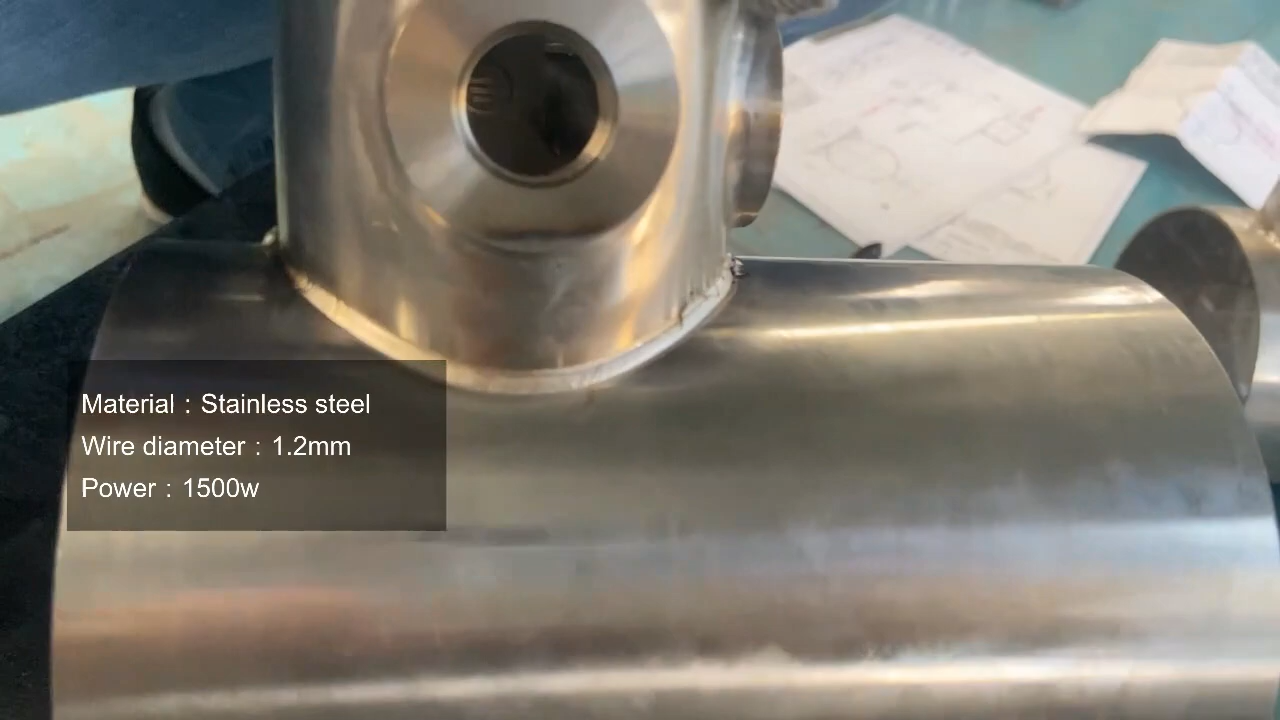 Material：Stainless steel
Wire diameter：1.2mm
Power：1500w